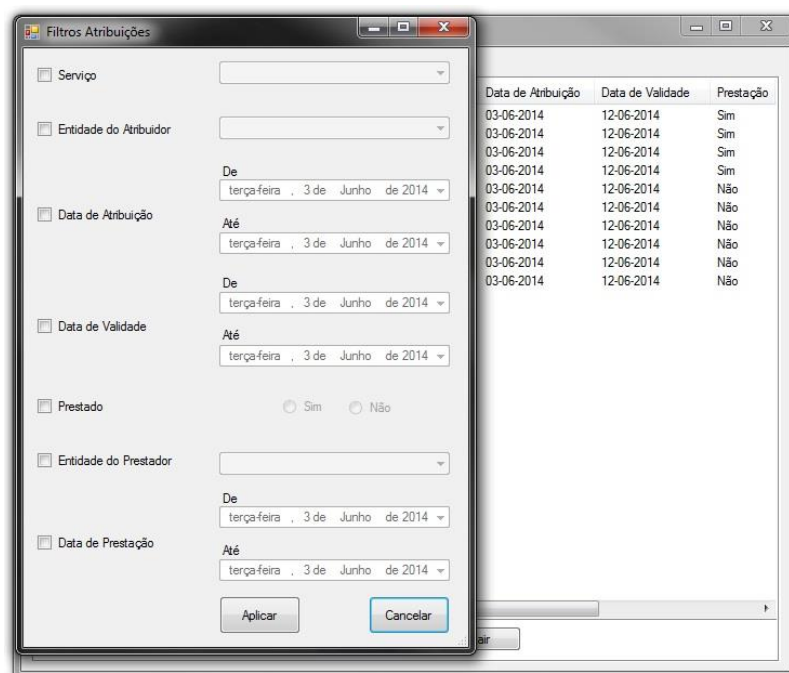 Filtros Atribuições
Serviço
Entidade do Atribuidor
De
terça-feira , 3 de Junho de 2014
Data de Atribuição
Até
terça-feira , 3 de Junho de 2014
De
terça-feira , 3 de Junho de 2014
Data de Validade
Até
terça-feira , 3 de Junho de 2014
Prestado Sim Não
Entidade do Prestador
De
terça-feira , 3 de Junho de 2014
Data de Prestação
Até
terça-feira , 3 de Junho de 2014
Aplicar Cancelar
Data de Atribuição Data de Validade Prestação
03-06-2014 12-06-2014 Sim
03-06-2014 12-06-2014 Sim
03-06-2014 12-06-2014 Sim
03-06-2014 12-06-2014 Sim
03-06-2014 12-06-2014 Não
03-06-2014 12-06-2014 Não
03-06-2014 12-06-2014 Não
03-06-2014 12-06-2014 Não
03-06-2014 12-06-2014 Não
03-06-2014 12-06-2014 Não